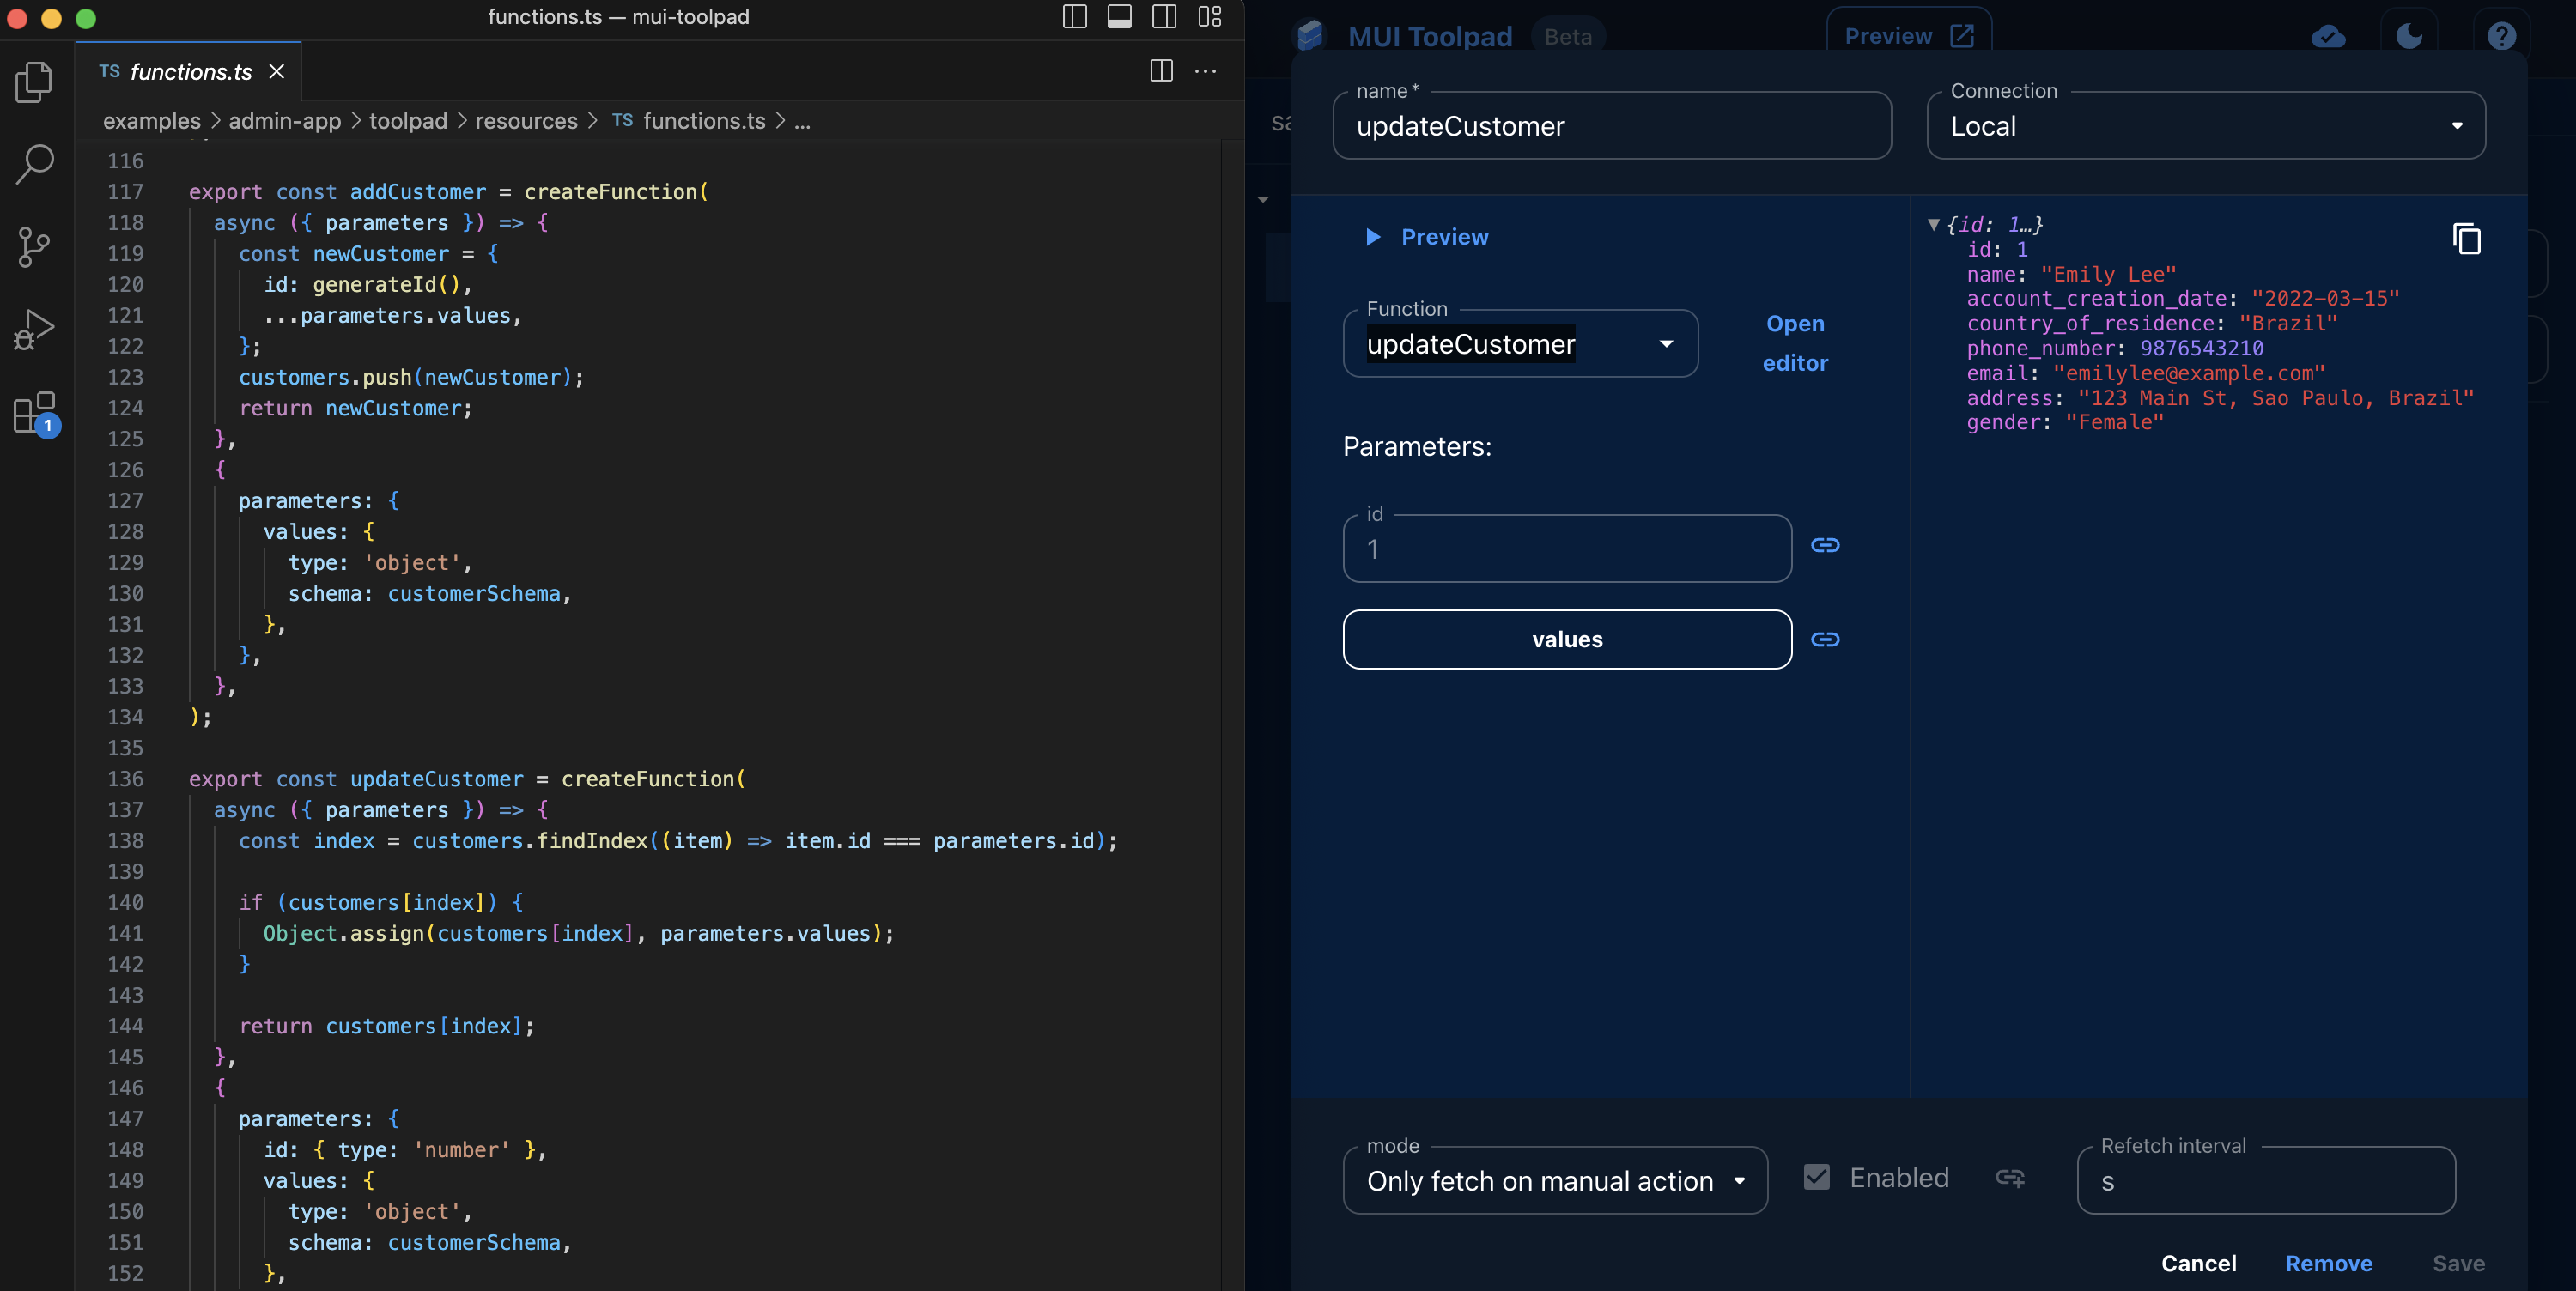 functions.ts — mui-toolpad
TS functions.ts
examples > admin-app > toolpad > resources > TS functions.ts > ...
1
116
117 export const addCustomer = createFunction(
118 async ({ parameters }) => {
119 const newCustomer = {
120 id: generateId(),
121 ...parameters.values,
122 };
123 customers.push(newCustomer);
124 return newCustomer;
125 },
126 {
127 parameters: {
128 values: {
129 type: 'object',
130 schema: customerSchema,
131 },
132 },
133 },
134 );
135
136 export const updateCustomer = createFunction(
137 async ({ parameters }) => {
138 const index = customers.findIndex((item) => item.id === parameters.id);
139
140 if (customers[index]) {
141 Object.assign(customers[index], parameters.values);
142 }
143
144 return customers[index];
145 },
146 {
147 parameters: {
148 id: { type: 'number' },
149 values: {
150 type: 'object',
151 schema: customerSchema,
152 },
MUI Toolpad Beta
Preview
name*
updateCustomer
Connection
Local
Preview
Function
updateCustomer
Open
editor
Parameters:
id
1
values
{id: 1…}
id: 1
name: "Emily Lee"
account_creation_date: "2022-03-15"
country_of_residence: "Brazil"
phone_number: 9876543210
email: "emilylee@example.com"
address: "123 Main St, Sao Paulo, Brazil"
gender: "Female"
mode
Only fetch on manual action
Enabled
Refetch interval
s
Cancel
Remove
Save